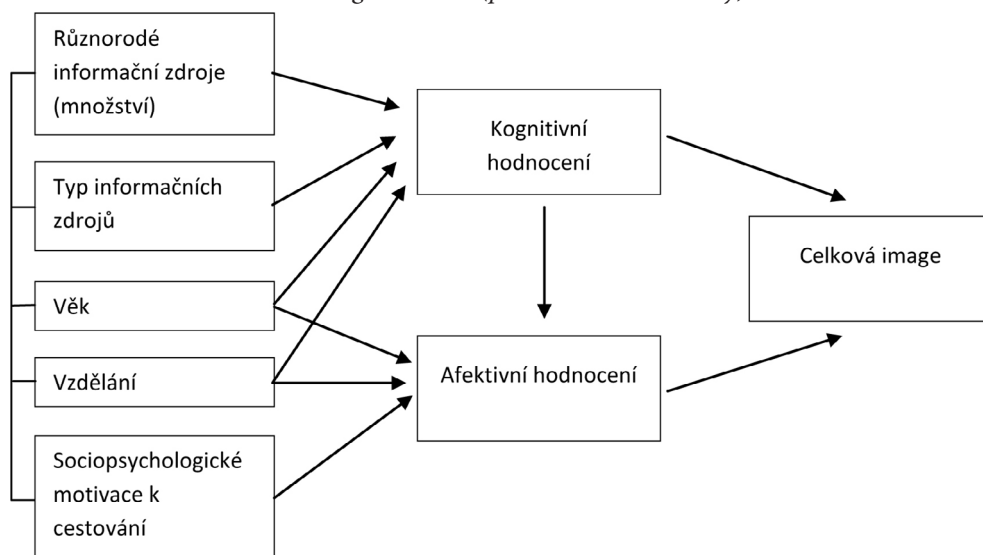 Různorodé
informační zdroje
(množství)
Kognitivní
hodnocení
Typ informačních
zdrojů
Celková image
Věk
Vzdělání
Afektivní hodnocení
Sociopsychologické
motivace k
cestování